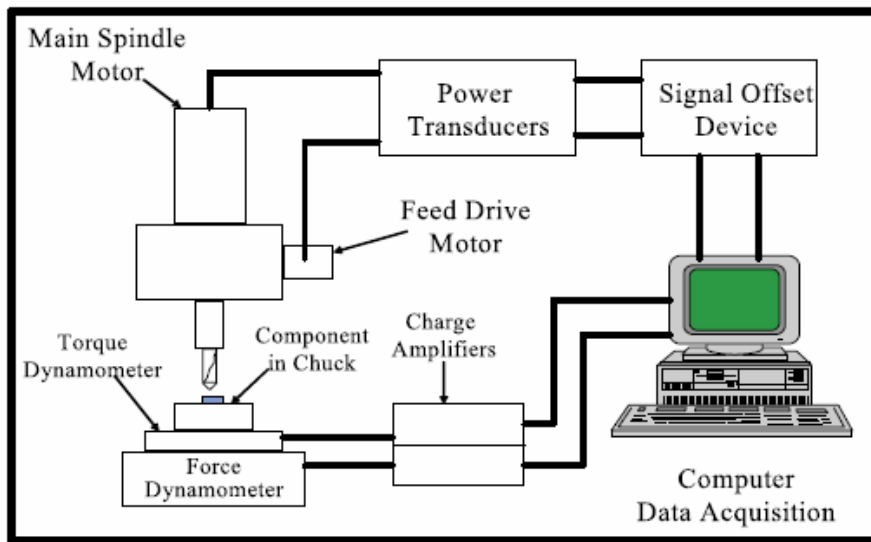 Main Spindle
Motor
Power
Transducers
Signal Offset
Device
Feed Drive
Motor
Torque
Dynamometer
Component
in Chuck
Charge
Amplifiers
Force
Dynamometer
Computer
Data Acquisition